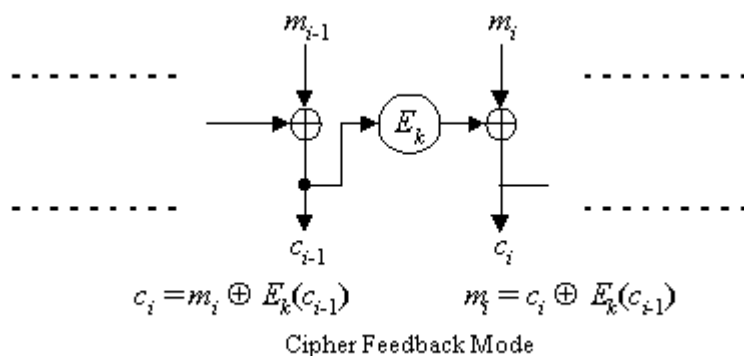 m_{i-1} m_i
E_k
c_{i-1} c_i
c_i = m_i ⊕ E_k(c_{i-1}) m_i = c_i ⊕ E_k(c_{i-1})
Cipher Feedback Mode